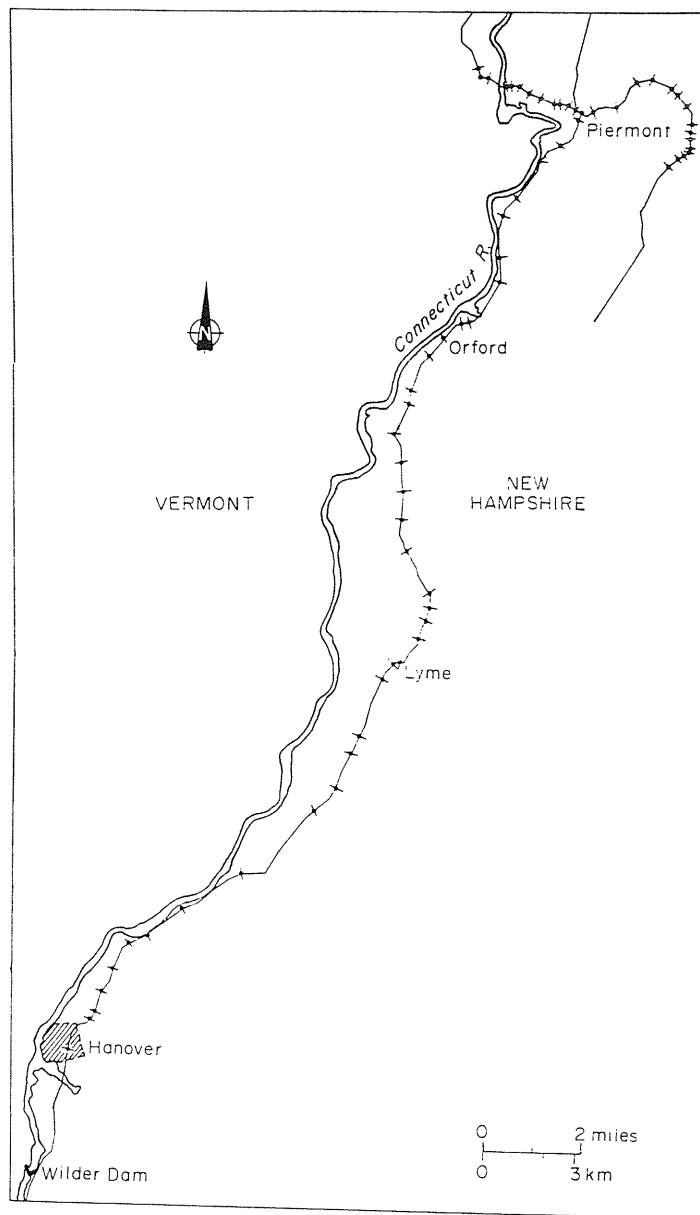 Piermont
Connecticut R
N
Orford
VERMONT
NEW
HAMPSHIRE
Lyme
Hanover
0 2 miles
0 3 km
Wilder Dam